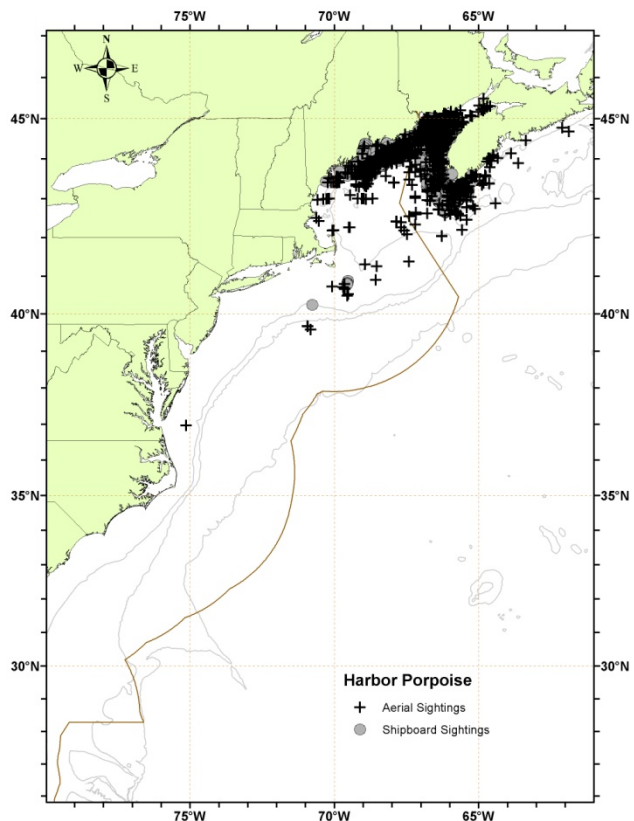 75°W 70°W 65°W
N
W E
S
45°N 45°N
40°N 40°N
35°N 35°N
30°N 30°N
Harbor Porpoise
Aerial Sightings
Shipboard Sightings
75°W 70°W 65°W